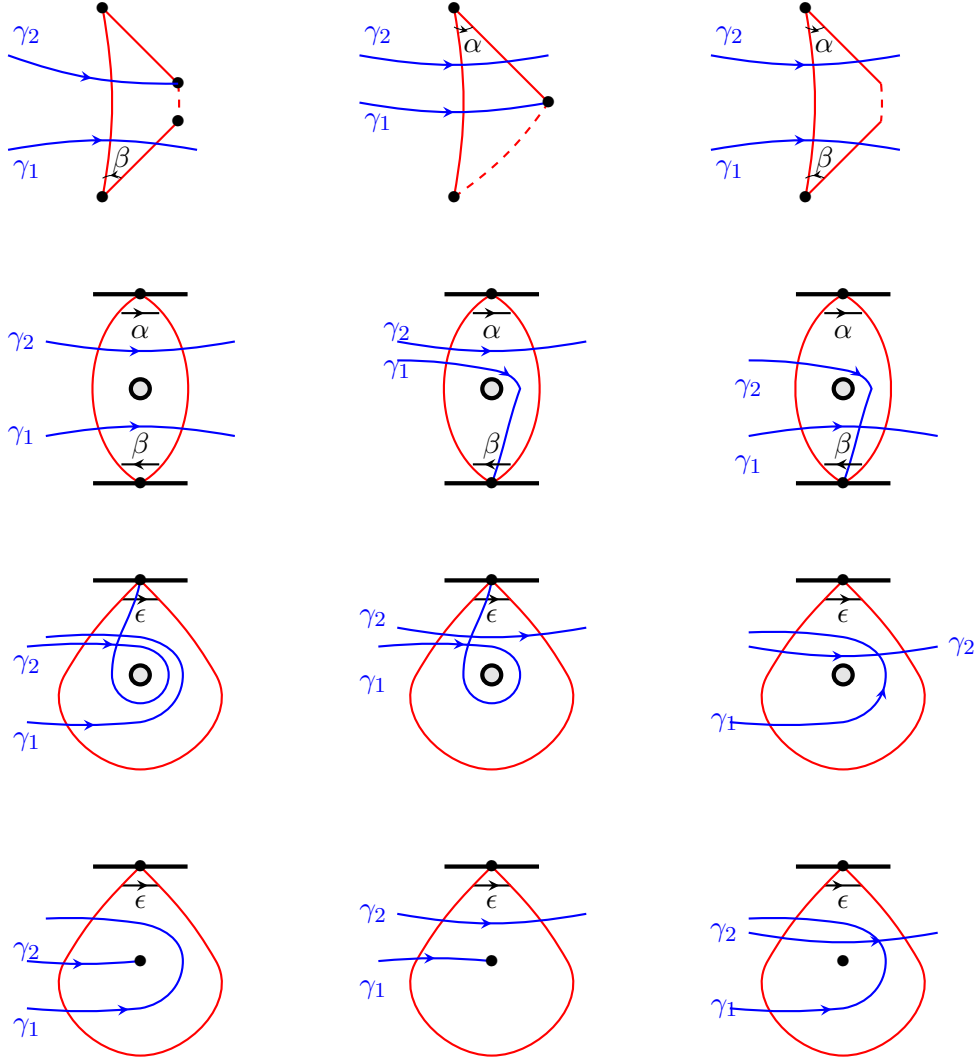 γ₂ γ₁ β
γ₂ γ₁ α
γ₂ γ₁ α β
γ₂ γ₁ α β
γ₂ γ₁ α β
γ₂ γ₁ α β
γ₂ γ₁ ϵ
γ₂ γ₁ ϵ
γ₂ γ₁ ϵ
γ₂ γ₁ ϵ
γ₂ γ₁ ϵ
γ₂ γ₁ ϵ